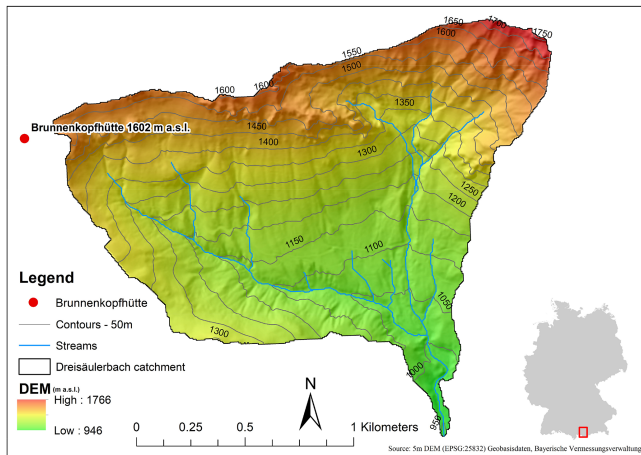 1650
1700
1750
1600
1550
1500
1600
1600
1350
Brunnenkopfhütte 1602 m a.s.l.
1450
1400
1300
1250
1200
1150
1100
1050
1300
1000
950
Legend
Brunnenkopfhütte
Contours - 50m
Streams
Dreisäulerbach catchment
DEM (m a.s.l.)
High : 1766
Low : 946
N
0 0.25 0.5 1 Kilometers
Source: 5m DEM (EPSG:25832) Geobasisdaten, Bayerische Vermessungsverwaltung